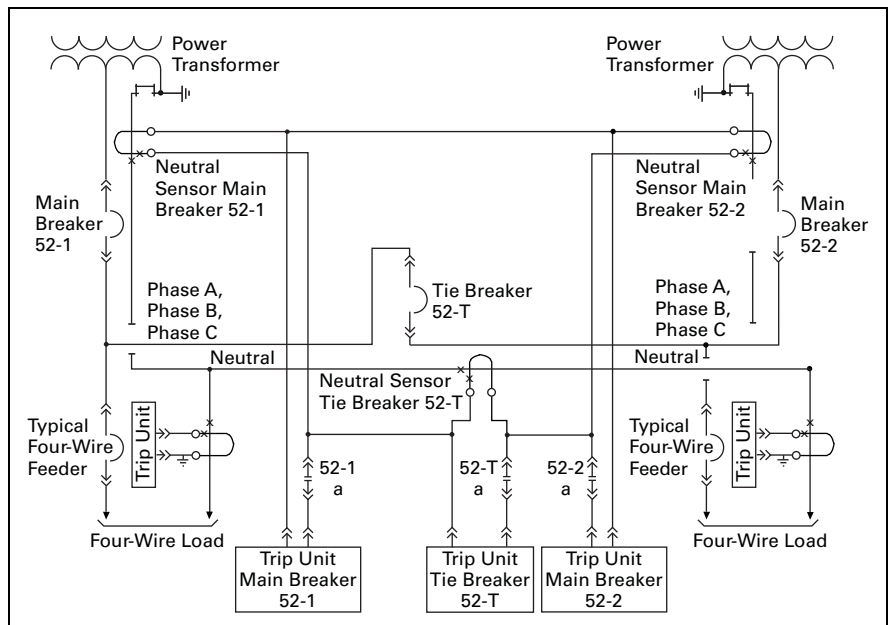 Power
Transformer
Power
Transformer
Neutral
Sensor Main
Breaker 52-1
Neutral
Sensor Main
Breaker 52-2
Main
Breaker
52-1
Main
Breaker
52-2
Phase A,
Phase B,
Phase C
Tie Breaker
52-T
Phase A,
Phase B,
Phase C
Neutral
Neutral
Neutral Sensor
Tie Breaker 52-T
Typical
Four-Wire
Feeder
Trip Unit
Typical
Four-Wire
Feeder
Trip Unit
52-1
a
52-T
a
52-2
a
Four-Wire Load
Four-Wire Load
Trip Unit
Main Breaker
52-1
Trip Unit
Tie Breaker
52-T
Trip Unit
Main Breaker
52-2